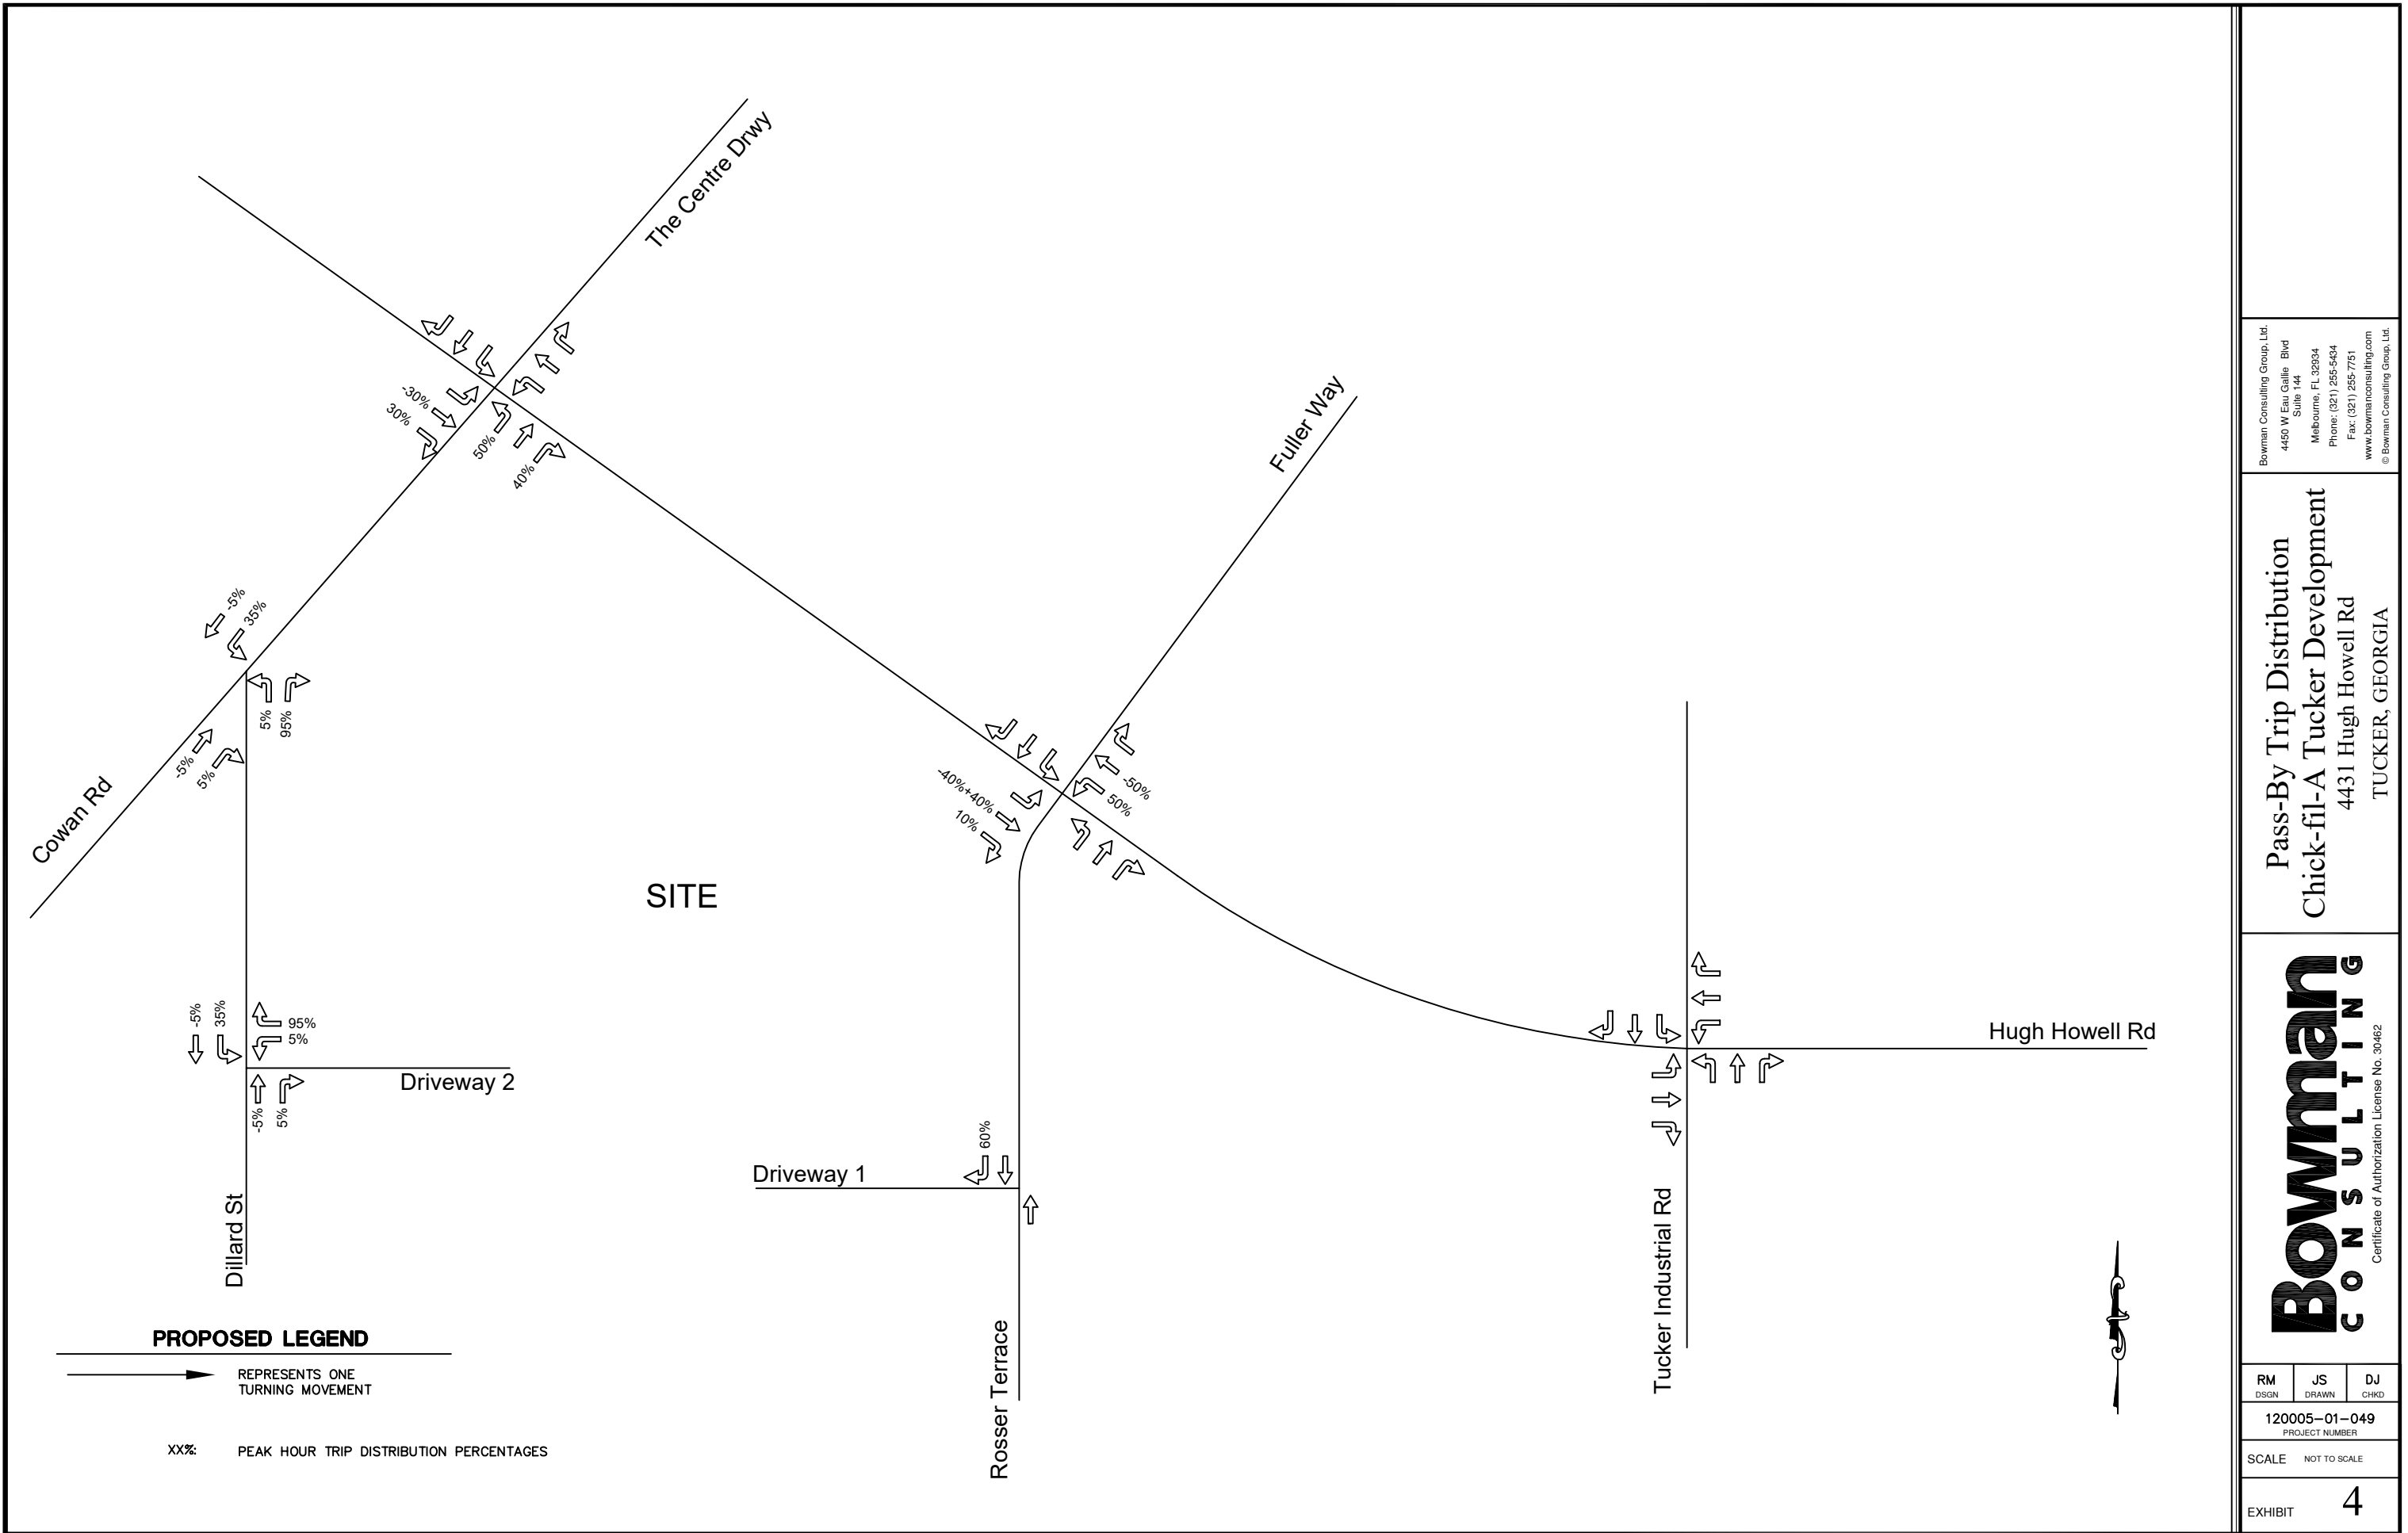 The Centre Drwy
-30%
30%
50%
40%
Fuller Way
-5%
35%
5%
95%
-5%
5%
Cowan Rd
-40%+40%
10%
-50%
50%
SITE
-5%
35%
95%
5%
-5%
5%
Driveway 2
Dillard St
60%
Driveway 1
Rosser Terrace
Hugh Howell Rd
Tucker Industrial Rd
PROPOSED LEGEND
REPRESENTS ONE
TURNING MOVEMENT
XX%:
PEAK HOUR TRIP DISTRIBUTION PERCENTAGES
Bowman Consulting Group, Ltd.
4450 W Eau Gallie Blvd
Suite 144
Melbourne, FL 32934
Phone: (321) 255-5434
Fax: (321) 255-7751
www.bowmanconsulting.com
© Bowman Consulting Group, Ltd.
Pass-By Trip Distribution
Chick-fil-A Tucker Development
4431 Hugh Howell Rd
TUCKER, GEORGIA
Bowman
CONSULTING
Certificate of Authorization License No. 30462
RM JS DJ
DSGN DRAWN CHKD
120005-01-049
PROJECT NUMBER
SCALE NOT TO SCALE
EXHIBIT 4